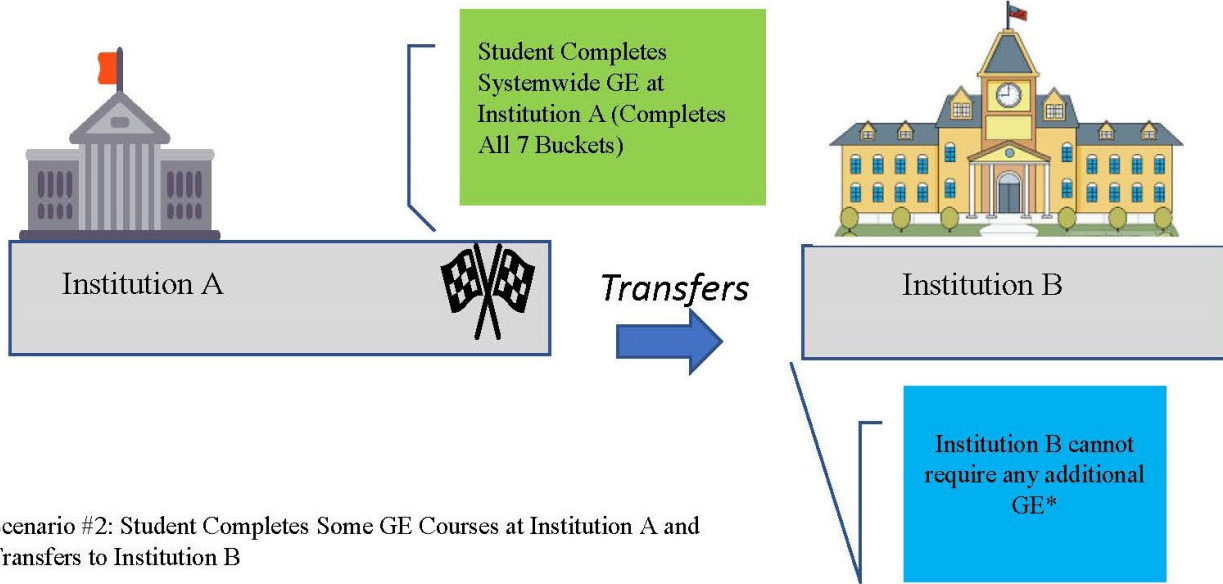 Student Completes
Systemwide GE at
Institution A (Completes
All 7 Buckets)
Institution A
Transfers
Institution B
Institution B cannot
require any additional
GE*
cenario #2: Student Completes Some GE Courses at Institution A and
ransfers to Institution B